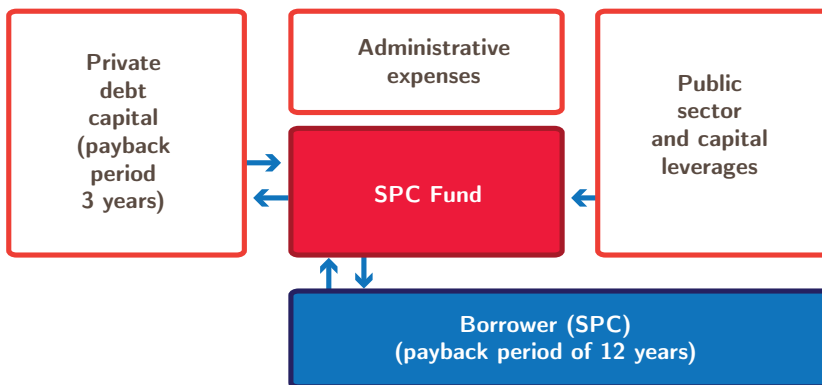 Private
debt
capital
(payback
period
3 years)
Administrative
expenses
SPC Fund
Public
sector
and capital
leverages
Borrower (SPC)
(payback period of 12 years)